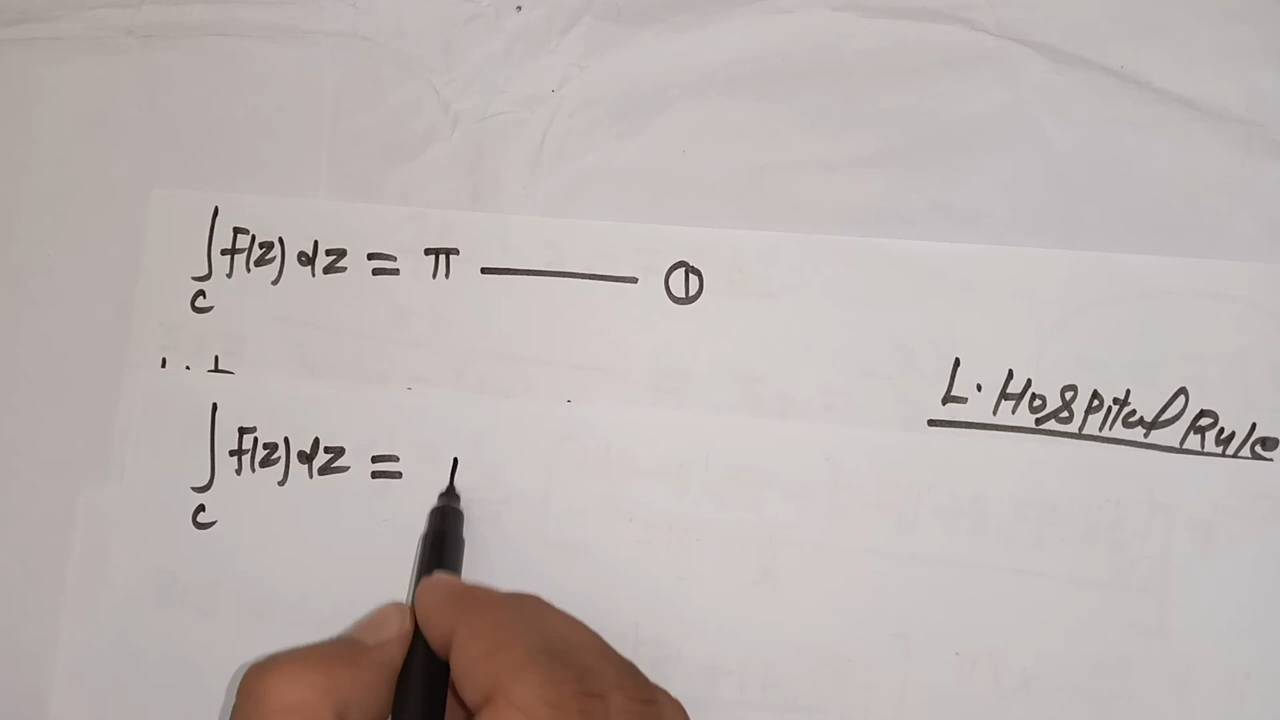 ∫_C f(z) dz = π ——— ①
L. Hospital Rule
∫_C f(z) dz =